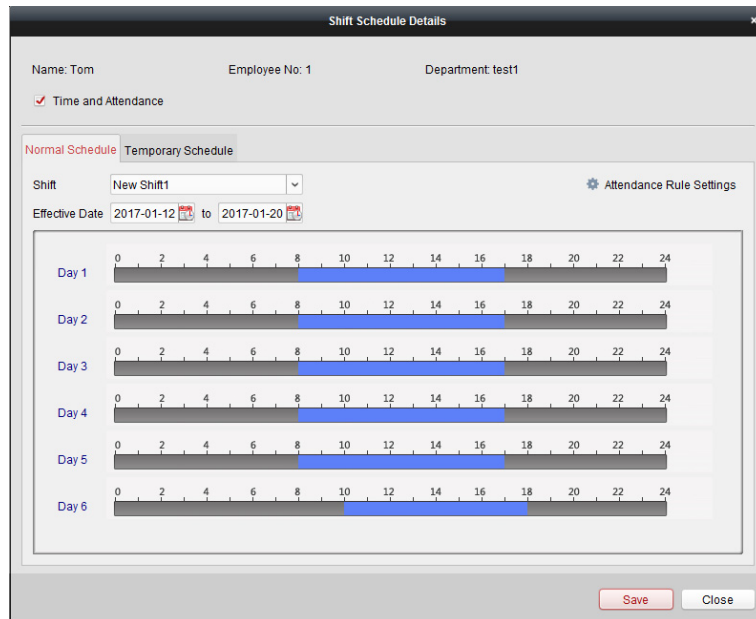 Shift Schedule Details ×
Name: Tom Employee No: 1 Department: test1
Time and Attendance
Normal Schedule Temporary Schedule
Shift New Shift1 Attendance Rule Settings
Effective Date 2017-01-12 to 2017-01-20
0 2 4 6 8 10 12 14 16 18 20 22 24
Day 1
0 2 4 6 8 10 12 14 16 18 20 22 24
Day 2
0 2 4 6 8 10 12 14 16 18 20 22 24
Day 3
0 2 4 6 8 10 12 14 16 18 20 22 24
Day 4
0 2 4 6 8 10 12 14 16 18 20 22 24
Day 5
0 2 4 6 8 10 12 14 16 18 20 22 24
Day 6
Save Close